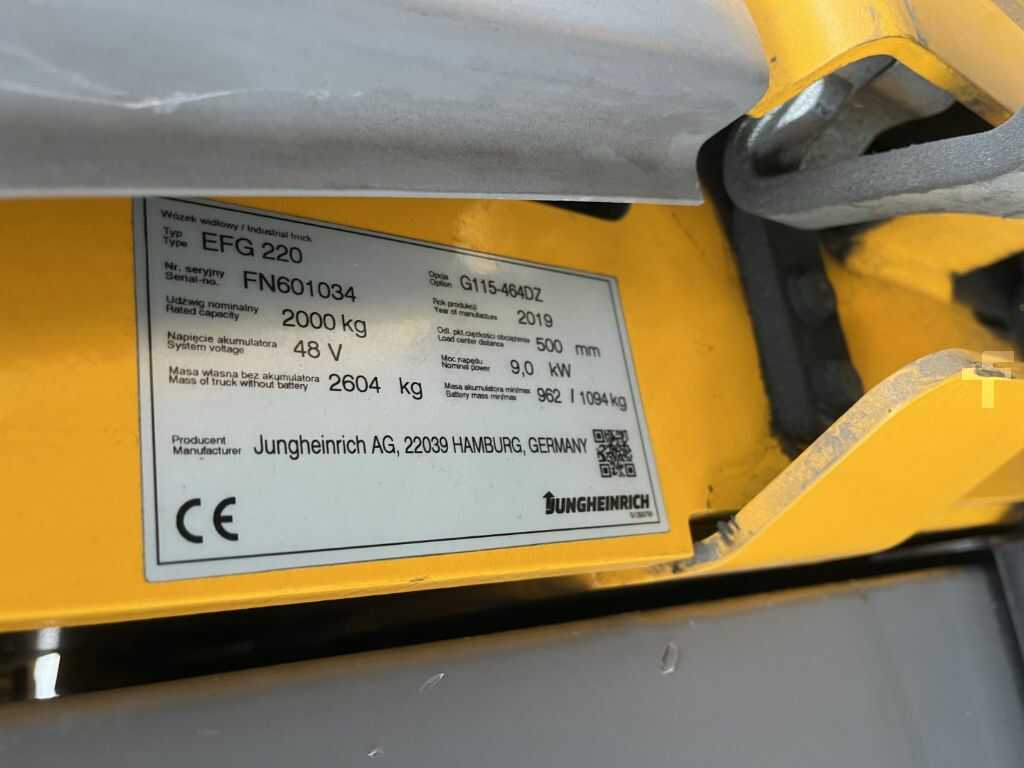 Wózek widłowy / Industrial truck
Typ
Type EFG 220
Opcja
Option G115-464DZ
Nr. seryjny
Serial-no. FN601034
Rok produkcji
Year of manufacture 2019
Udźwig nominalny
Rated capacity 2000 kg
Odl. pkt.ciężkości obciążenia
Load center distance 500 mm
Napięcie akumulatora
System voltage 48 V
Moc napędu
Nominal power 9,0 kW
Masa własna bez akumulatora
Mass of truck without battery 2604 kg
Masa akumulatora min/max
Battery mass min/max 962 / 1094 kg
Producent
Manufacturer Jungheinrich AG, 22039 HAMBURG, GERMANY
CE
JUNGHEINRICH